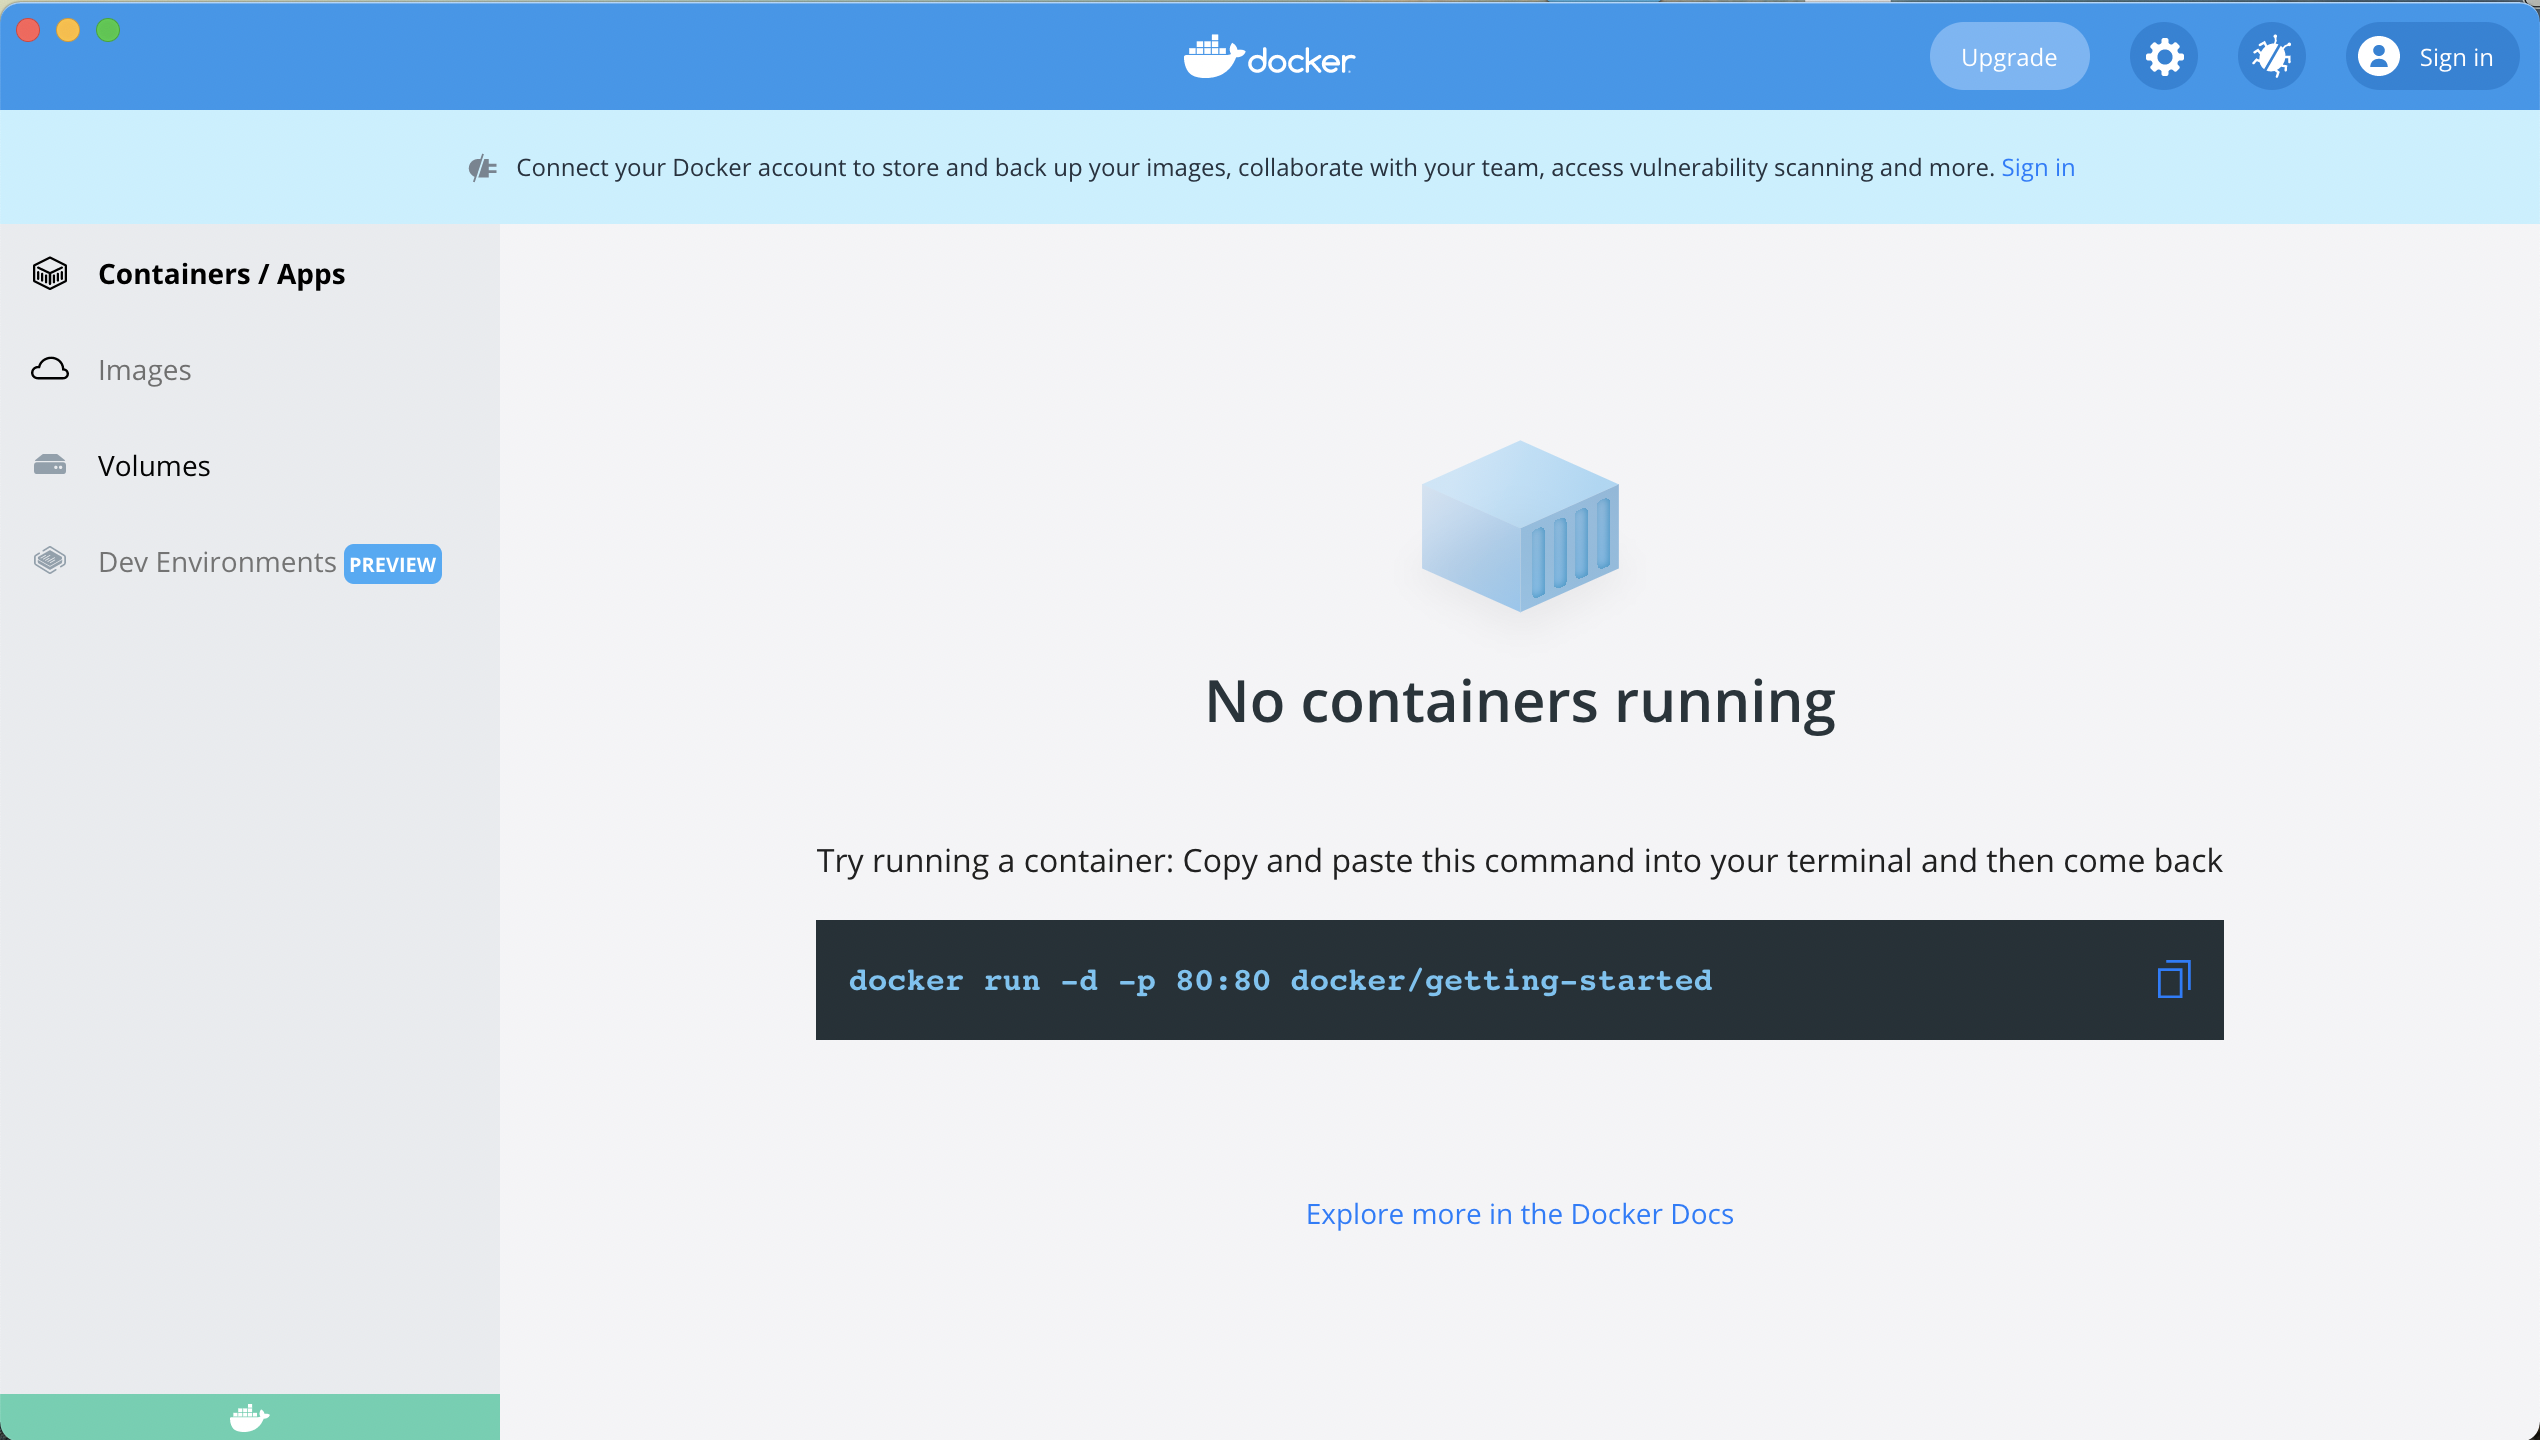 docker
Upgrade
Sign in
Connect your Docker account to store and back up your images, collaborate with your team, access vulnerability scanning and more. Sign in
Containers / Apps
Images
Volumes
Dev Environments PREVIEW
No containers running
Try running a container: Copy and paste this command into your terminal and then come back
docker run -d -p 80:80 docker/getting-started
Explore more in the Docker Docs